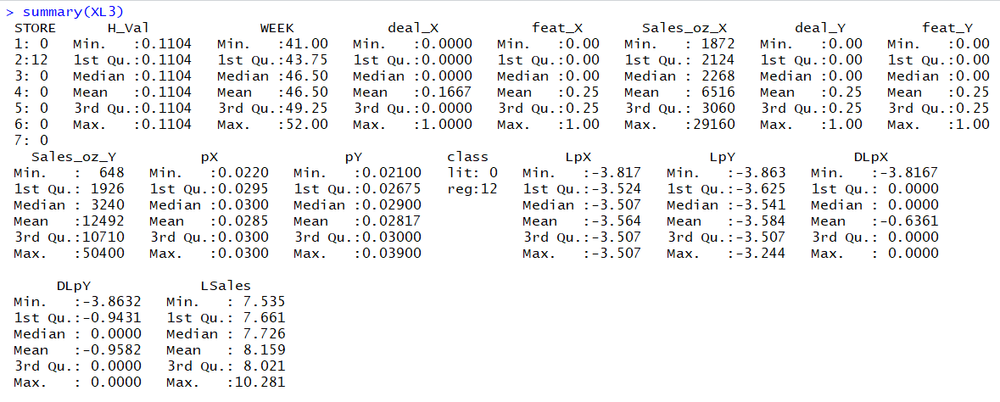 > summary(XL3)
 STORE      H_Val             WEEK           deal_X           feat_X      Sales_oz_X        deal_Y         feat_Y
 1: 0   Min.   :0.1104   Min.   :41.00   Min.   :0.0000   Min.   :0.00   Min.   : 1872   Min.   :0.00   Min.   :0.00
 2:12   1st Qu.:0.1104   1st Qu.:43.75   1st Qu.:0.0000   1st Qu.:0.00   1st Qu.: 2124   1st Qu.:0.00   1st Qu.:0.00
 3: 0   Median :0.1104   Median :46.50   Median :0.0000   Median :0.00   Median : 2268   Median :0.00   Median :0.00
 4: 0   Mean   :0.1104   Mean   :46.50   Mean   :0.1667   Mean   :0.25   Mean   : 6516   Mean   :0.25   Mean   :0.25
 5: 0   3rd Qu.:0.1104   3rd Qu.:49.25   3rd Qu.:0.0000   3rd Qu.:0.25   3rd Qu.: 3060   3rd Qu.:0.25   3rd Qu.:0.25
 6: 0   Max.   :0.1104   Max.   :52.00   Max.   :1.0000   Max.   :1.00   Max.   :29160   Max.   :1.00   Max.   :1.00
 7: 0
   Sales_oz_Y          pX               pY          class         LpX              LpY              DLpX
 Min.   :  648   Min.   :0.0220   Min.   :0.02100   lit: 0   Min.   :-3.817   Min.   :-3.863   Min.   :-3.8167
 1st Qu.: 1926   1st Qu.:0.0295   1st Qu.:0.02675   reg:12   1st Qu.:-3.524   1st Qu.:-3.625   1st Qu.: 0.0000
 Median : 3240   Median :0.0300   Median :0.02900            Median :-3.507   Median :-3.541   Median : 0.0000
 Mean   :12492   Mean   :0.0285   Mean   :0.02817            Mean   :-3.564   Mean   :-3.584   Mean   :-0.6361
 3rd Qu.:10710   3rd Qu.:0.0300   3rd Qu.:0.03000            3rd Qu.:-3.507   3rd Qu.:-3.507   3rd Qu.: 0.0000
 Max.   :50400   Max.   :0.0300   Max.   :0.03900            Max.   :-3.507   Max.   :-3.244   Max.   : 0.0000
      DLpY             LSales
 Min.   :-3.8632   Min.   : 7.535
 1st Qu.:-0.9431   1st Qu.: 7.661
 Median : 0.0000   Median : 7.726
 Mean   :-0.9582   Mean   : 8.159
 3rd Qu.: 0.0000   3rd Qu.: 8.021
 Max.   : 0.0000   Max.   :10.281